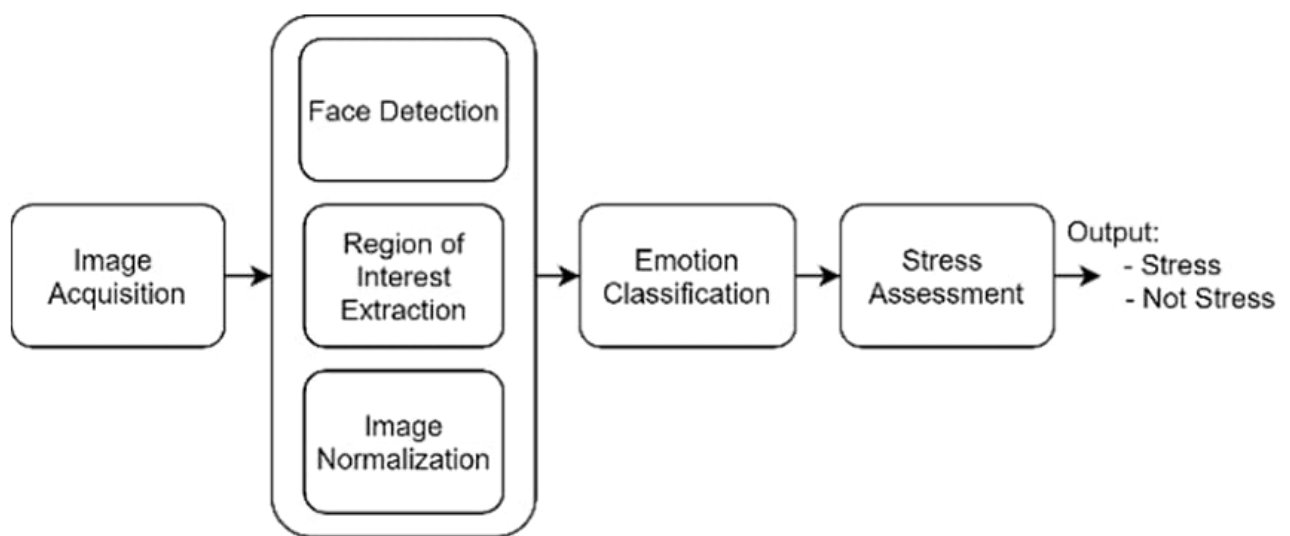 Image
Acquisition
Face Detection
Region of
Interest
Extraction
Image
Normalization
Emotion
Classification
Stress
Assessment
Output:
- Stress
- Not Stress